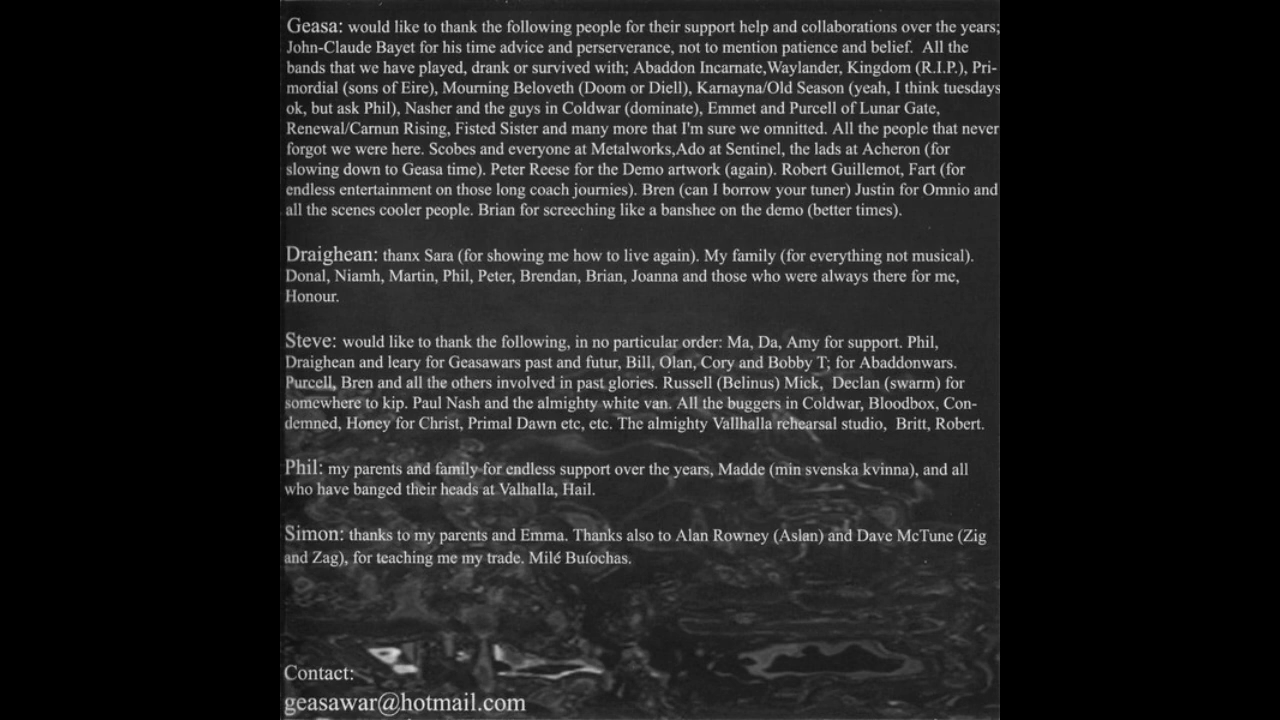 Geasa: would like to thank the following people for their support help and collaborations over the years;
John-Claude Bayet for his time advice and perserverance, not to mention patience and belief.  All the
bands that we have played, drank or survived with; Abaddon Incarnate,Waylander, Kingdom (R.I.P.), Pri-
mordial (sons of Eire), Mourning Beloveth (Doom or Diell), Karnayna/Old Season (yeah, I think tuesdays
ok, but ask Phil), Nasher and the guys in Coldwar (dominate), Emmet and Purcell of Lunar Gate,
Renewal/Carnun Rising, Fisted Sister and many more that I'm sure we omnitted. All the people that never
forgot we were here. Scobes and everyone at Metalworks,Ado at Sentinel, the lads at Acheron (for
slowing down to Geasa time). Peter Reese for the Demo artwork (again). Robert Guillemot, Fart (for
endless entertainment on those long coach journies). Bren (can I borrow your tuner) Justin for Omnio and
all the scenes cooler people. Brian for screeching like a banshee on the demo (better times).
Draighean: thanx Sara (for showing me how to live again). My family (for everything not musical).
Donal, Niamh, Martin, Phil, Peter, Brendan, Brian, Joanna and those who were always there for me,
Honour.
Steve: would like to thank the following, in no particular order: Ma, Da, Amy for support. Phil,
Draighean and leary for Geasawars past and futur, Bill, Olan, Cory and Bobby T; for Abaddonwars.
Purcell, Bren and all the others involved in past glories. Russell (Belinus) Mick,  Declan (swarm) for
somewhere to kip. Paul Nash and the almighty white van. All the buggers in Coldwar, Bloodbox, Con-
demned, Honey for Christ, Primal Dawn etc, etc. The almighty Vallhalla rehearsal studio,  Britt, Robert.
Phil: my parents and family for endless support over the years, Madde (min svenska kvinna), and all
who have banged their heads at Valhalla, Hail.
Simon: thanks to my parents and Emma. Thanks also to Alan Rowney (Aslan) and Dave McTune (Zig
and Zag), for teaching me my trade. Milé Buíochas.
Contact:
geasawar@hotmail.com